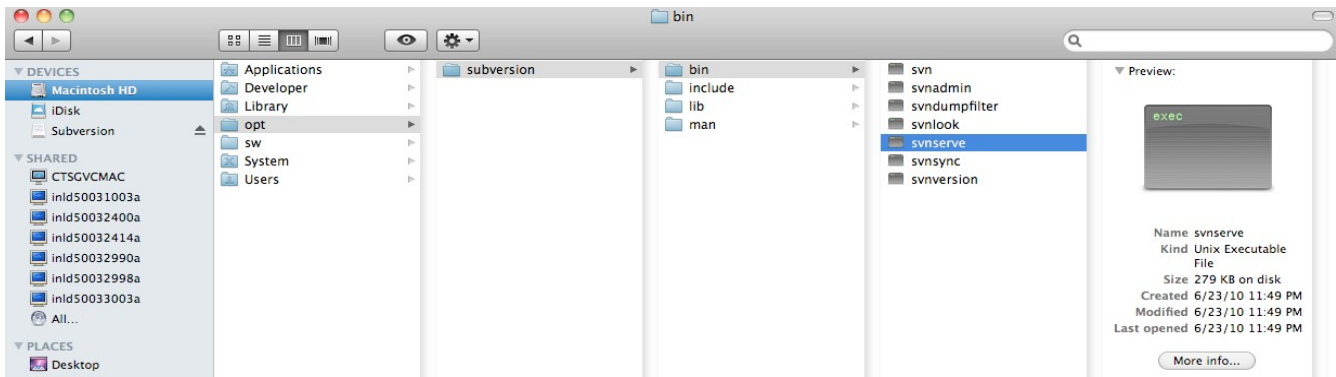 bin
DEVICES
Macintosh HD
iDisk
Subversion
SHARED
CTSGVCMAC
inld50031003a
inld50032400a
inld50032414a
inld50032990a
inld50032998a
inld50033003a
All...
PLACES
Desktop
Applications
Developer
Library
opt
sw
System
Users
subversion
bin
include
lib
man
svn
svnadmin
svndumpfilter
svnlook
svnserve
svnsync
svnversion
Preview:
exec
Name svnserve
Kind Unix Executable
File
Size 279 KB on disk
Created 6/23/10 11:49 PM
Modified 6/23/10 11:49 PM
Last opened 6/23/10 11:49 PM
More info...